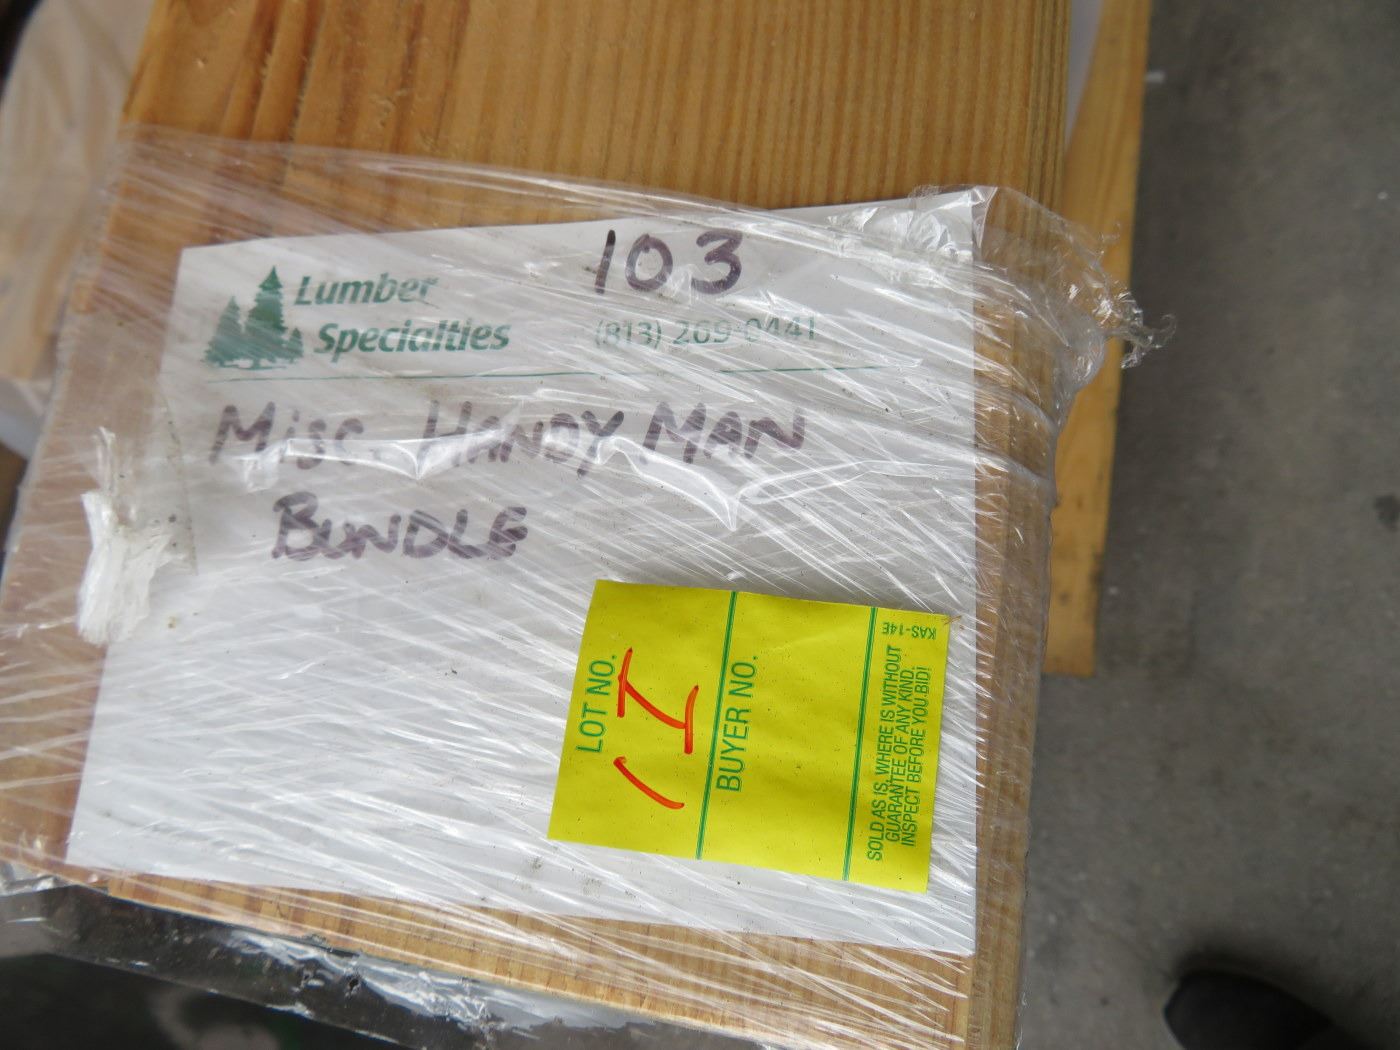 103
Lumber
Specialties
(813) 269-0441
Misc. HANDY MAN
BUNDLE
LOT NO.
BUYER NO.
SOLD AS IS, WHERE IS WITHOUT
GUARANTEE OF ANY KIND.
INSPECT BEFORE YOU BID!
KAS-14E